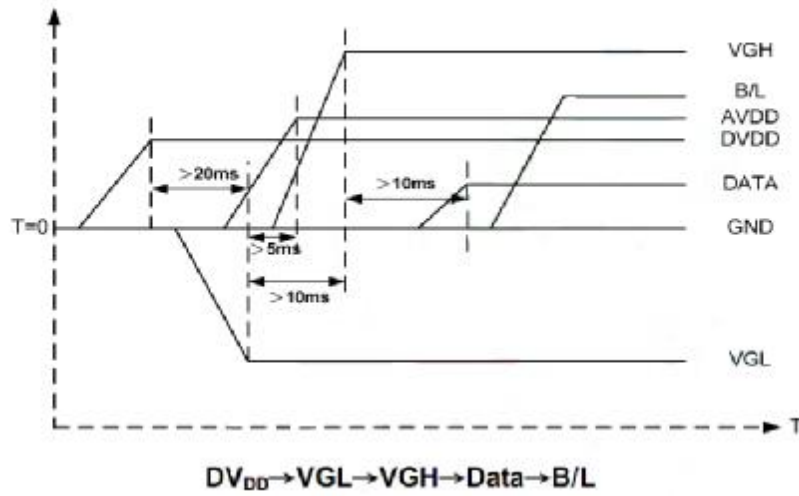 VGH
B/L
AVDD
DVDD
>20ms
>10ms
DATA
T=0
GND
>5ms
>10ms
VGL
T
DVDD→VGL→VGH→Data→B/L